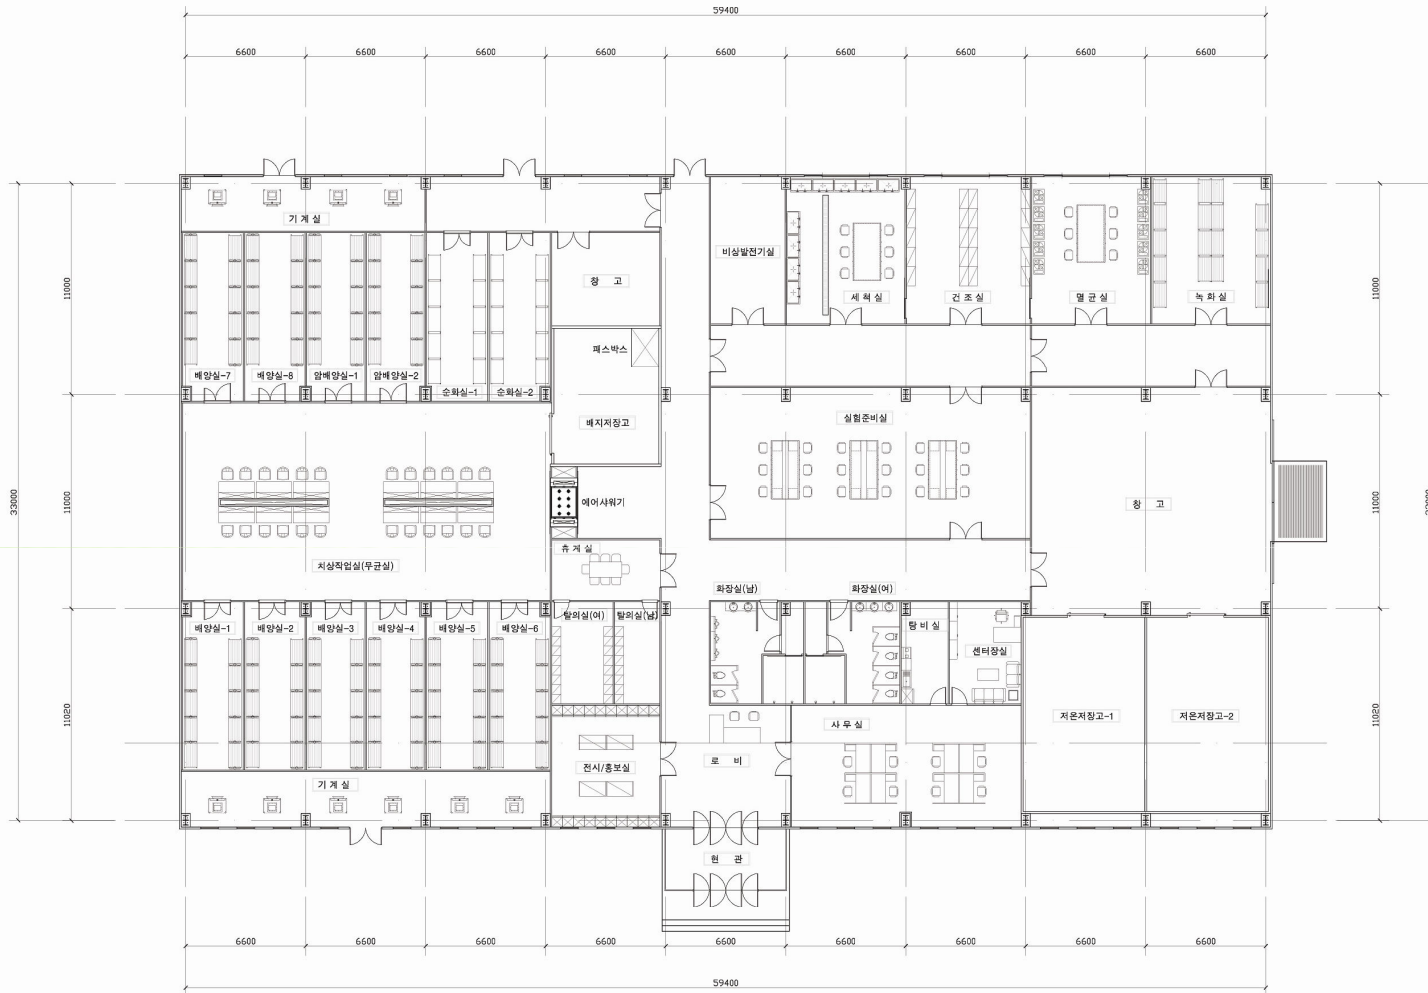 59400
6600 6600 6600 6600 6600 6600 6600 6600 6600
기계실
비상발전기실
창 고
세척실 건조실 멸균실 녹화실
11000 11000
패스박스
배양실-7 배양실-8 암배양실-1 암배양실-2 순화실-1 순화실-2
배지저장고 실험준비실
33000 11000 에어샤워기 창 고 11000
휴게실
치상작업실(무균실)
화장실(남) 화장실(여)
배양실-1 배양실-2 배양실-3 배양실-4 배양실-5 배양실-6 탈의실(여) 탈의실(남) 탕비실
센터장실
11020 저온저장고-1 저온저장고-2 11020
사무실
전시/홍보실 로 비
기계실
현 관
6600 6600 6600 6600 6600 6600 6600 6600 6600
59400